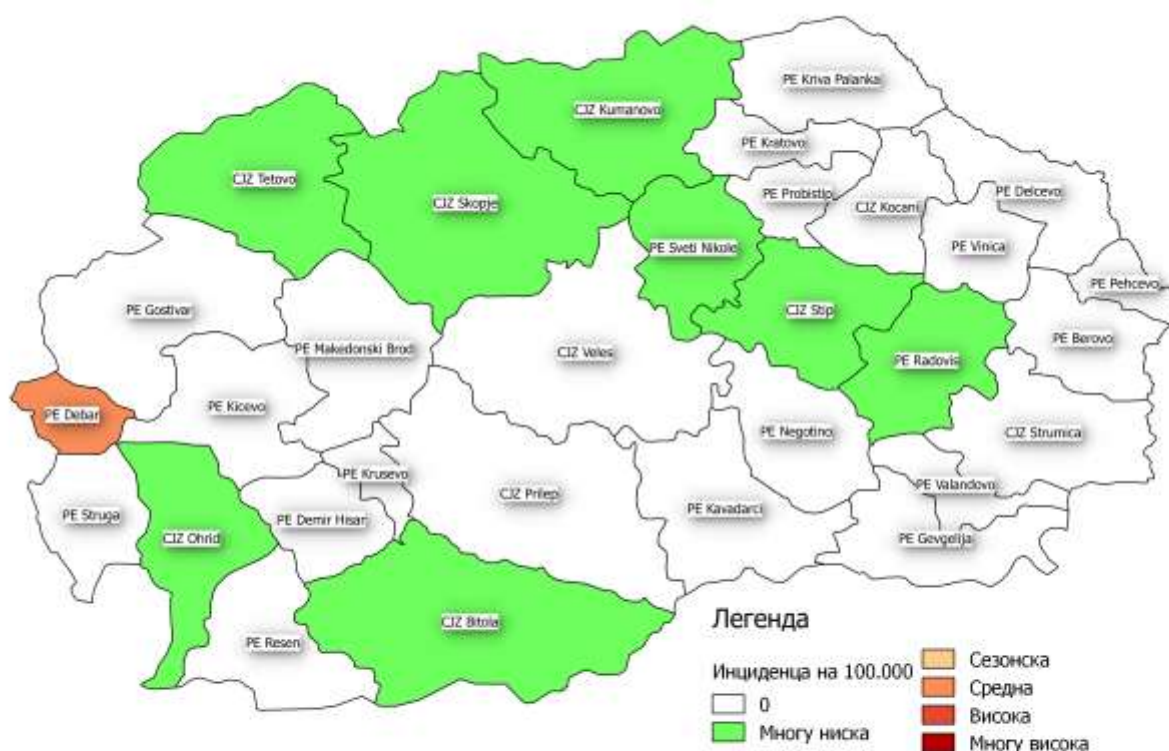 PE Kriva Palanka
CJZ Kumanovo
PE Kratovo
CJZ Tetovo
PE Probistip
PE Delcevo
CJZ Skopje
CJZ Kocani
PE Sveti Nikole
PE Vinica
PE Pehcevo
PE Gostivar
CJZ Stip
PE Berovo
PE Makedonski Brod
CJZ Veles
PE Radovis
PE Debar
PE Kicevo
PE Negotino
CJZ Strumica
PE Krusevo
PE Valandovo
CJZ Prilep
PE Struga
PE Demir Hisar
PE Kavadarci
CJZ Ohrid
PE Gevgelija
PE Resen
CJZ Bitola
Легенда
Инциденца на 100.000
0
Многу ниска
Сезонска
Средна
Висока
Многу висока